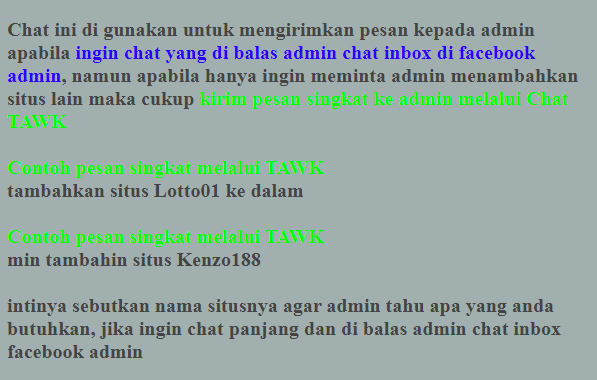 Chat ini di gunakan untuk mengirimkan pesan kepada admin
apabila ingin chat yang di balas admin chat inbox di facebook
admin, namun apabila hanya ingin meminta admin menambahkan
situs lain maka cukup kirim pesan singkat ke admin melalui Chat
TAWK
Contoh pesan singkat melalui TAWK
tambahkan situs Lotto01 ke dalam
Contoh pesan singkat melalui TAWK
min tambahin situs Kenzo188
intinya sebutkan nama situsnya agar admin tahu apa yang anda
butuhkan, jika ingin chat panjang dan di balas admin chat inbox
facebook admin